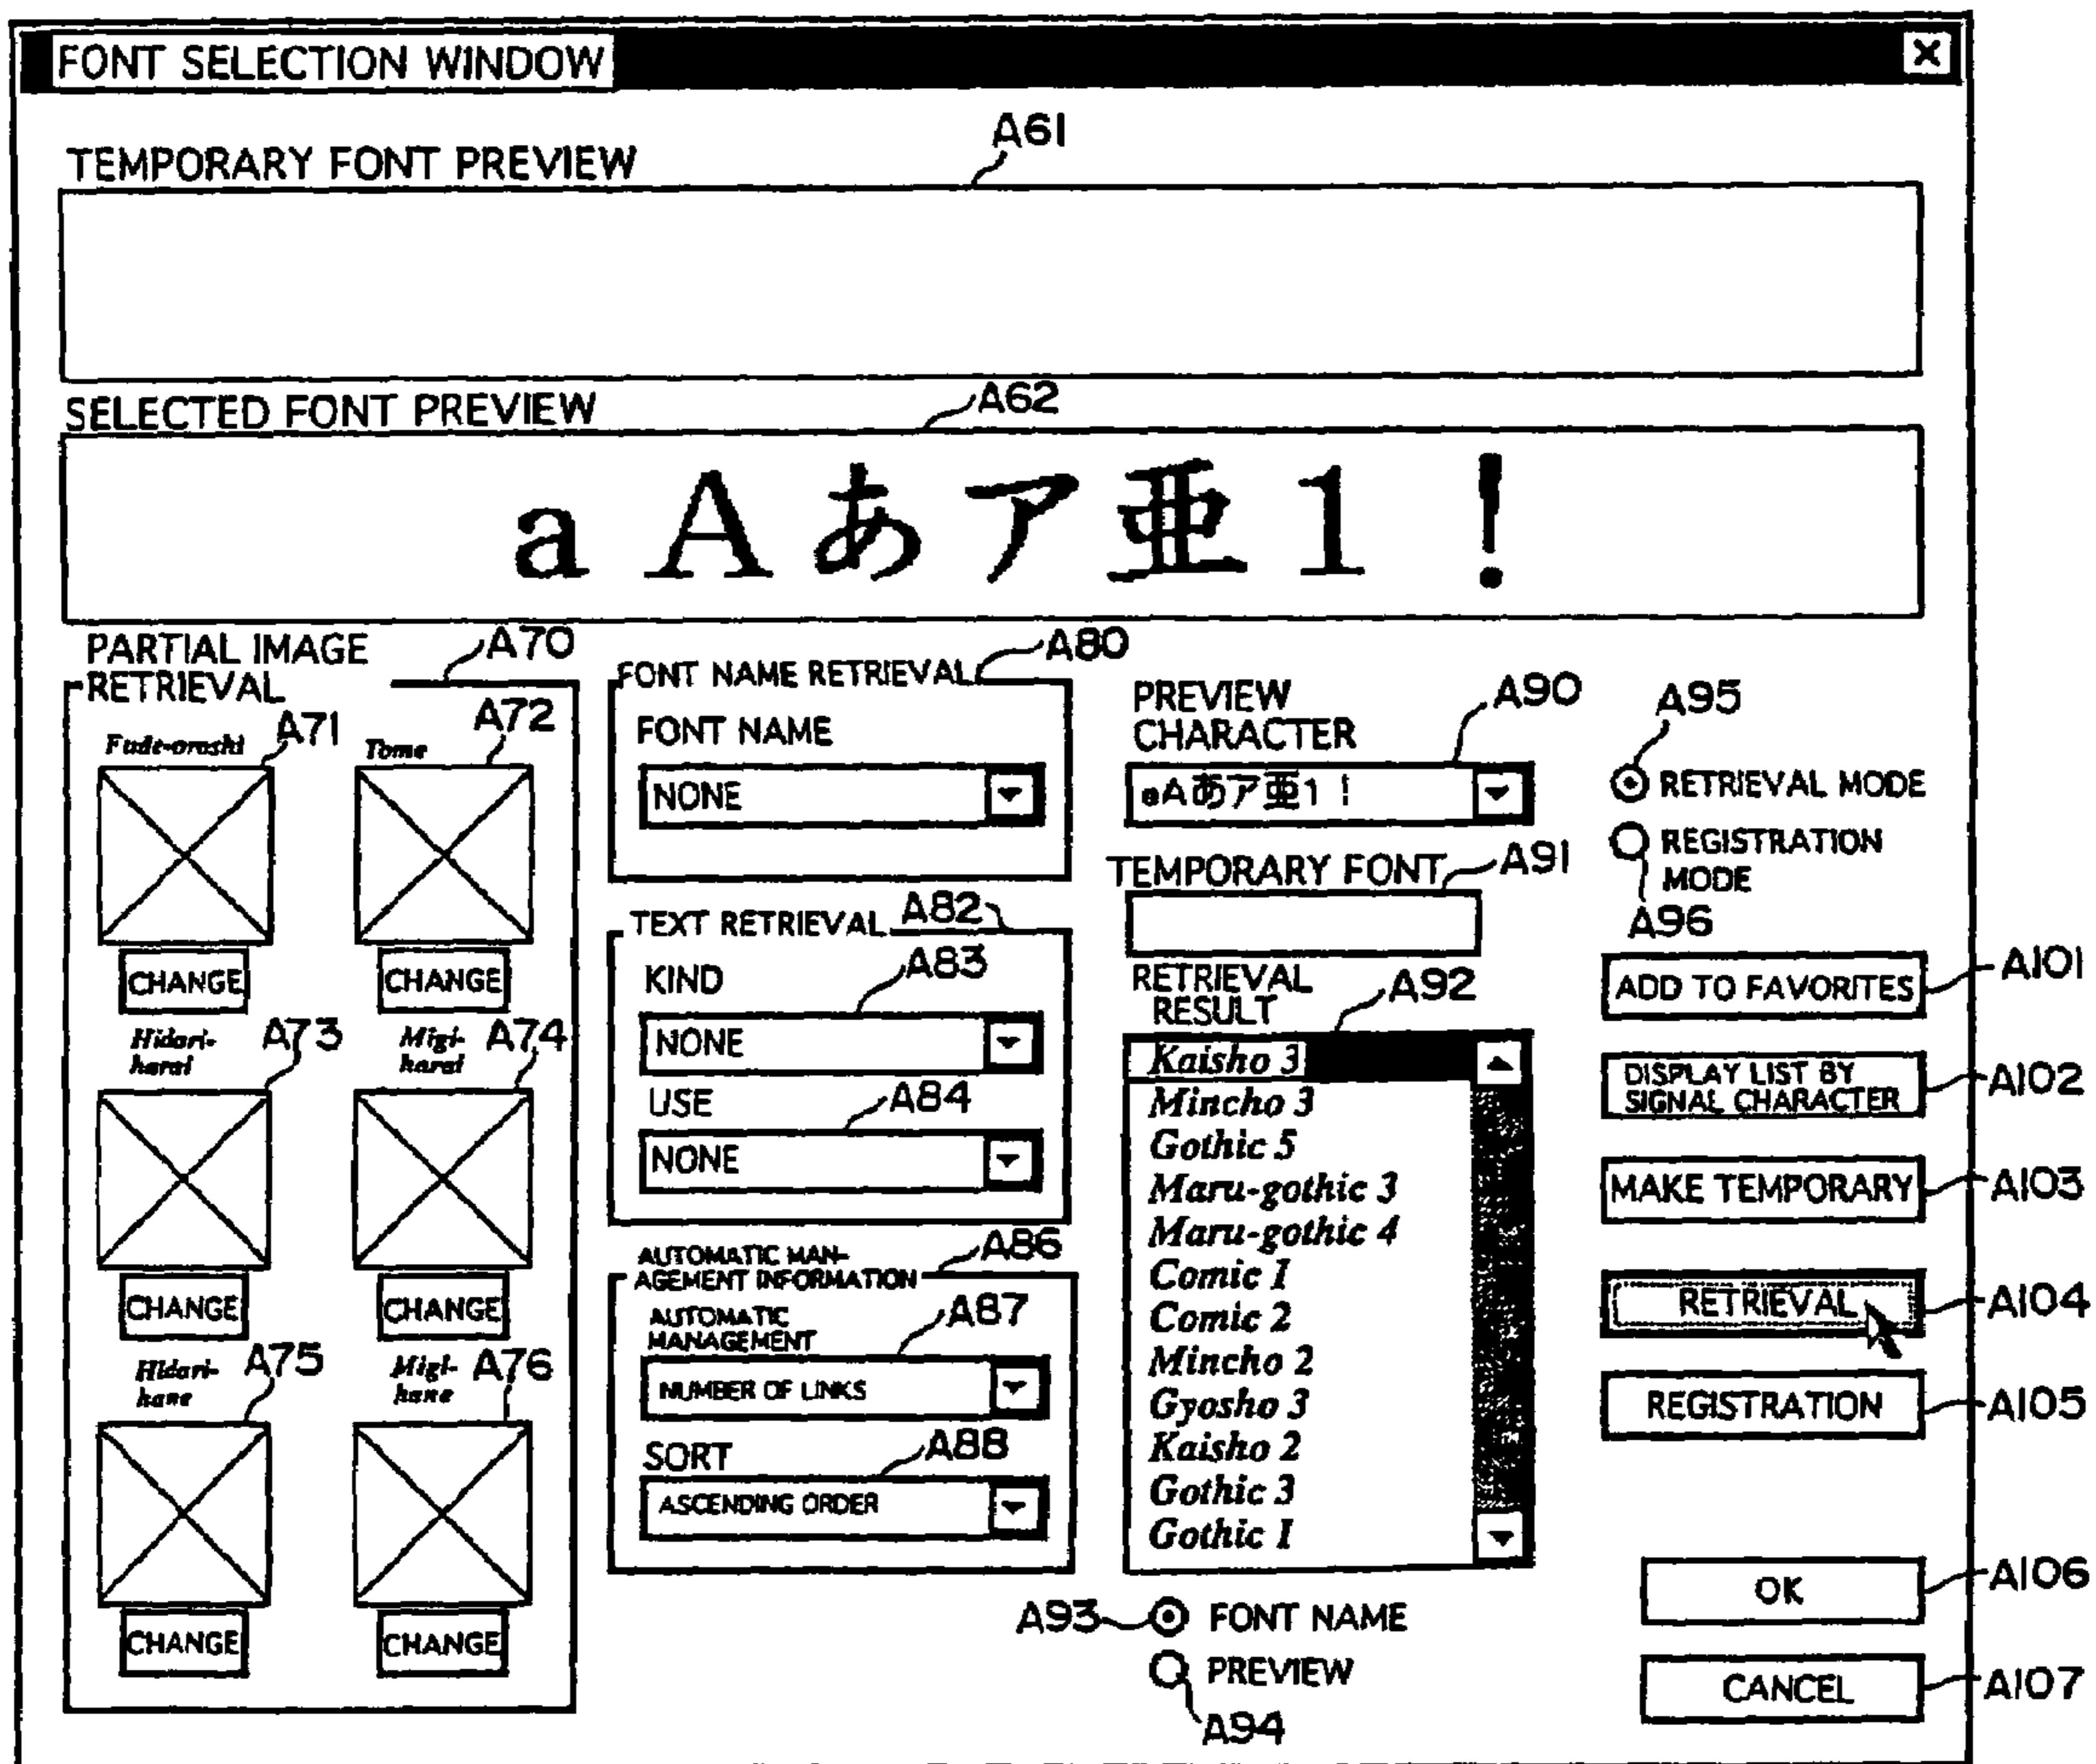 FONT SELECTION WINDOW
TEMPORARY FONT PREVIEW
A61
SELECTED FONT PREVIEW
A62
a A あ ア 亜 1 !
PARTIAL IMAGE
RETRIEVAL
A70
Fude-oroshi
A71
Tome
A72
CHANGE
CHANGE
Hidari-
harai
A73
Migi-
harai
A74
CHANGE
CHANGE
Hidari-
hane
A75
Migi-
hane
A76
CHANGE
CHANGE
FONT NAME RETRIEVAL
A80
FONT NAME
NONE
TEXT RETRIEVAL
A82
KIND
A83
NONE
USE
A84
NONE
AUTOMATIC MAN-
AGEMENT INFORMATION
A86
AUTOMATIC
MANAGEMENT
A87
NUMBER OF LINKS
SORT
A88
ASCENDING ORDER
PREVIEW
CHARACTER
A90
aAあア亜1!
TEMPORARY FONT
A91
RETRIEVAL
RESULT
A92
Kaisho 3
Mincho 3
Gothic 5
Maru-gothic 3
Maru-gothic 4
Comic 1
Comic 2
Mincho 2
Gyosho 3
Kaisho 2
Gothic 3
Gothic 1
A93
FONT NAME
PREVIEW
A94
A95
RETRIEVAL MODE
REGISTRATION
MODE
A96
ADD TO FAVORITES
A101
DISPLAY LIST BY
SIGNAL CHARACTER
A102
MAKE TEMPORARY
A103
RETRIEVAL
A104
REGISTRATION
A105
OK
A106
CANCEL
A107